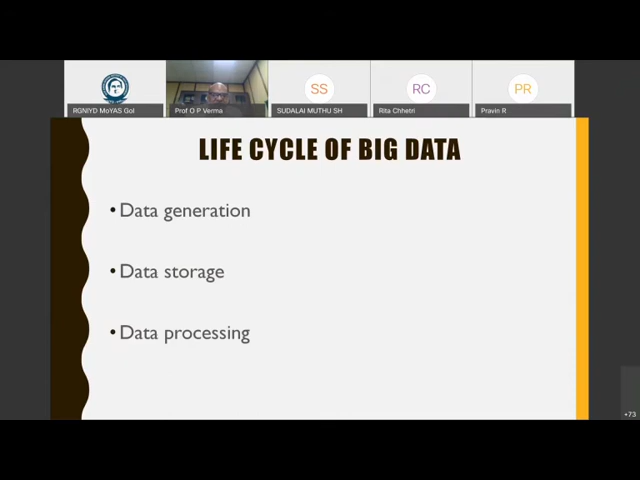 SS
RC
PR
RGNIYD MoYAS GoI
Prof O P Verma
SUDALAI MUTHU SH
Rita Chhetri
Pravin R
LIFE CYCLE OF BIG DATA
• Data generation
• Data storage
• Data processing
+73